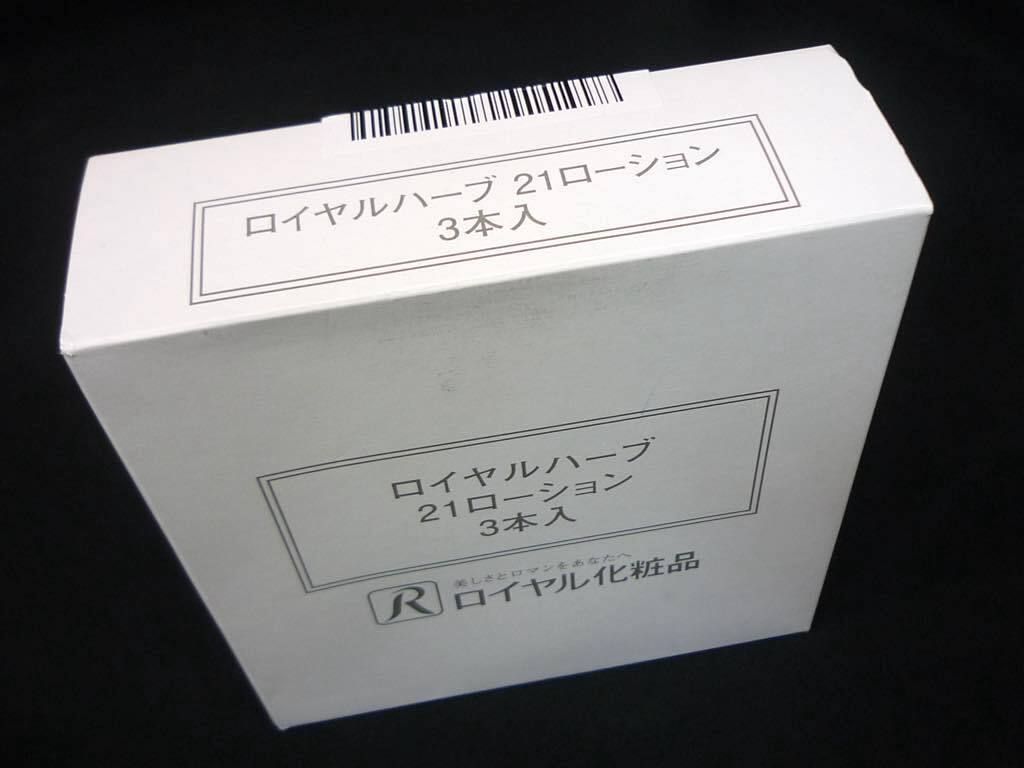 ロイヤルハーブ 21ローション
3本入
ロイヤルハーブ
21ローション
3本入
美しさとロマンをあなたへ
R ロイヤル化粧品